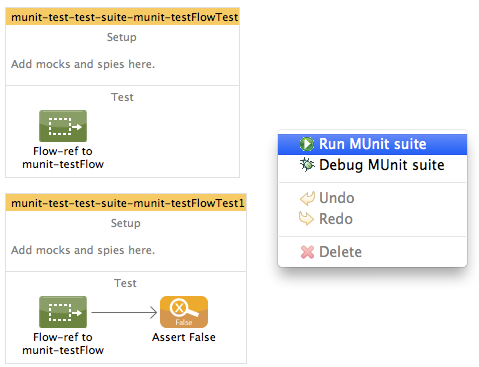 munit-test-test-suite-munit-testFlowTest
Setup
Add mocks and spies here.
Test
Flow-ref to
munit-testFlow
munit-test-test-suite-munit-testFlowTest1
Setup
Add mocks and spies here.
Test
False
Flow-ref to
munit-testFlow
Assert False
Run MUnit suite
Debug MUnit suite
Undo
Redo
Delete